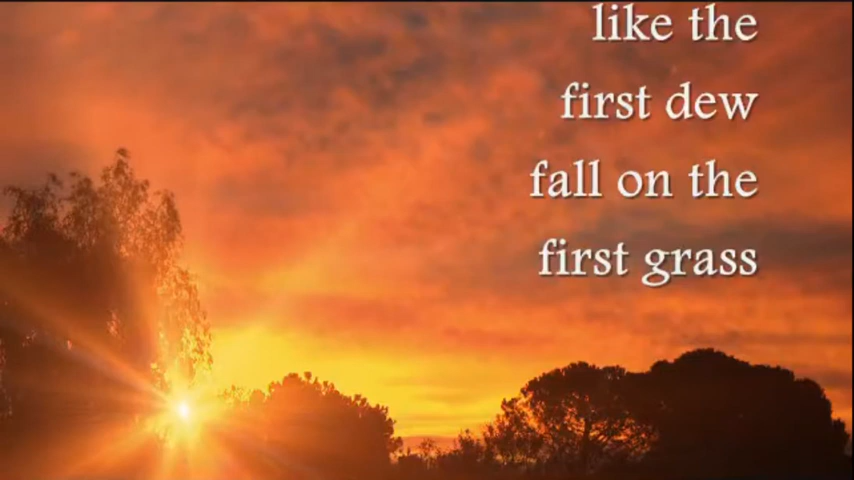 like the
first dew
fall on the
first grass